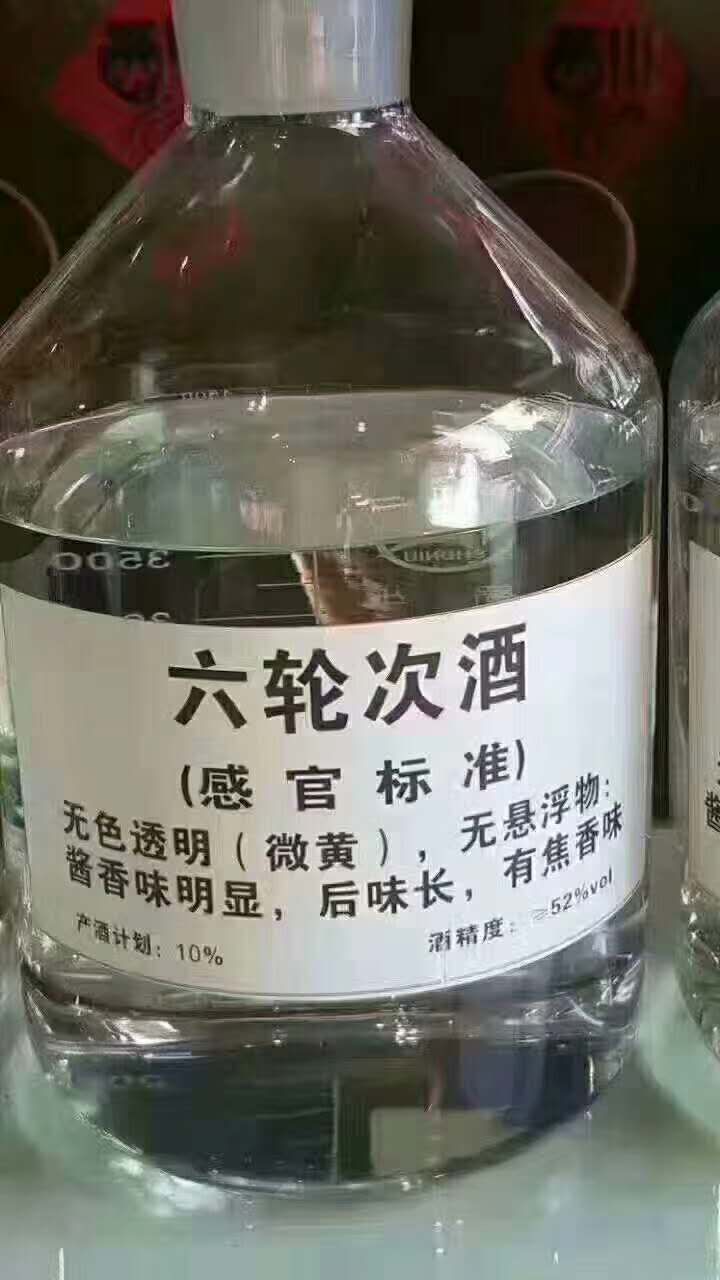 3500
六轮次酒
(感官标准)
无色透明（微黄），无悬浮物；
酱香味明显，后味长，有焦香味
产酒计划：10%
酒精度：≥52%vol
酱